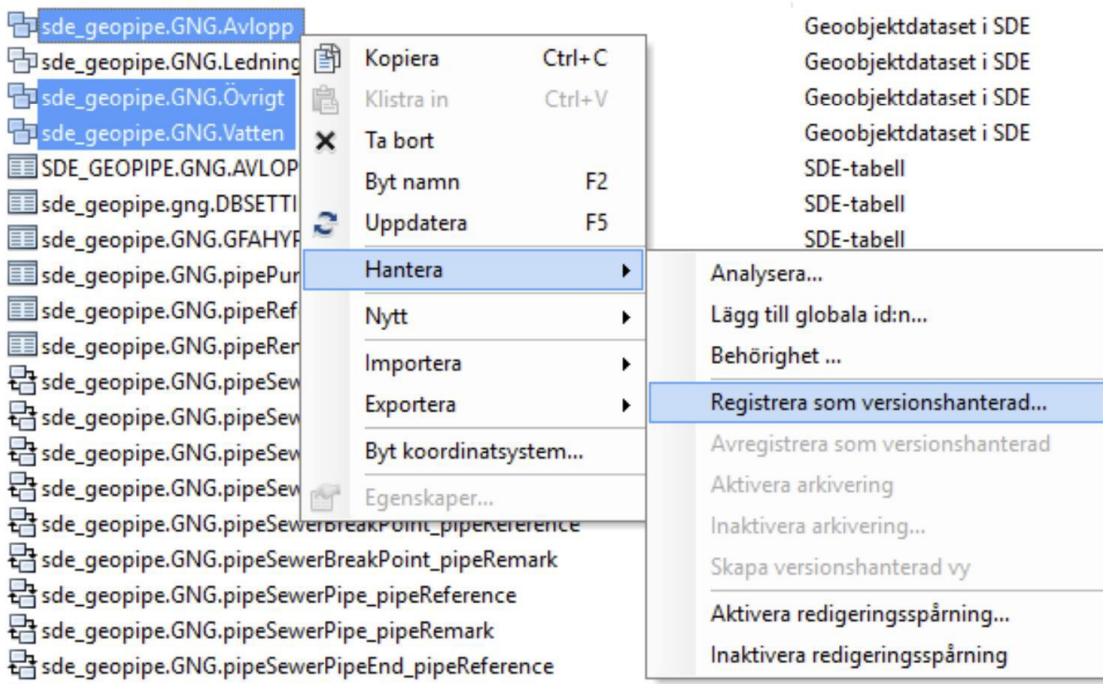 sde_geopipe.GNG.Avlopp
Geoobjektdataset i SDE
sde_geopipe.GNG.Ledning
Geoobjektdataset i SDE
sde_geopipe.GNG.Övrigt
Geoobjektdataset i SDE
sde_geopipe.GNG.Vatten
Geoobjektdataset i SDE
SDE_GEOPIPE.GNG.AVLOP
SDE-tabell
sde_geopipe.gng.DBSETTI
SDE-tabell
sde_geopipe.GNG.GFAHYP
SDE-tabell
sde_geopipe.GNG.pipePur
sde_geopipe.GNG.pipeRef
sde_geopipe.GNG.pipeRer
sde_geopipe.GNG.pipeSew
sde_geopipe.GNG.pipeSew
sde_geopipe.GNG.pipeSew
sde_geopipe.GNG.pipeSew
sde_geopipe.GNG.pipeSewerBreakPoint_pipeReference
sde_geopipe.GNG.pipeSewerBreakPoint_pipeRemark
sde_geopipe.GNG.pipeSewerPipe_pipeReference
sde_geopipe.GNG.pipeSewerPipe_pipeRemark
sde_geopipe.GNG.pipeSewerPipeEnd_pipeReference
Kopiera Ctrl+C
Klistra in Ctrl+V
Ta bort
Byt namn F2
Uppdatera F5
Hantera
Nytt
Importera
Exportera
Byt koordinatsystem...
Egenskaper...
Analysera...
Lägg till globala id:n...
Behörighet ...
Registrera som versionshanterad...
Avregistrera som versionshanterad
Aktivera arkivering
Inaktivera arkivering...
Skapa versionshanterad vy
Aktivera redigeringsspårning...
Inaktivera redigeringsspårning